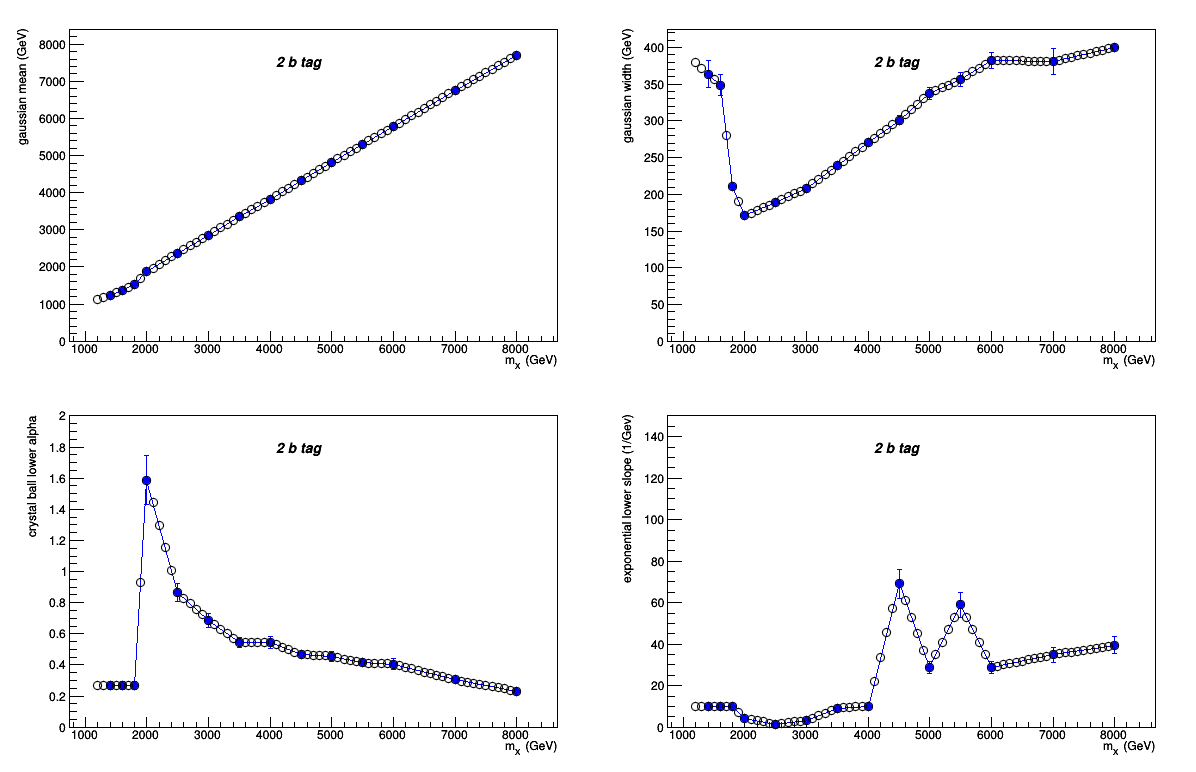 gaussian mean (GeV)
2 b tag
8000
7000
6000
5000
4000
3000
2000
1000
0
1000 2000 3000 4000 5000 6000 7000 8000
m_x (GeV)
gaussian width (GeV)
2 b tag
400
350
300
250
200
150
100
50
0
1000 2000 3000 4000 5000 6000 7000 8000
m_x (GeV)
crystal ball lower alpha
2 b tag
2
1.8
1.6
1.4
1.2
1
0.8
0.6
0.4
0.2
0
1000 2000 3000 4000 5000 6000 7000 8000
m_x (GeV)
exponential lower slope (1/Gev)
2 b tag
140
120
100
80
60
40
20
0
1000 2000 3000 4000 5000 6000 7000 8000
m_x (GeV)